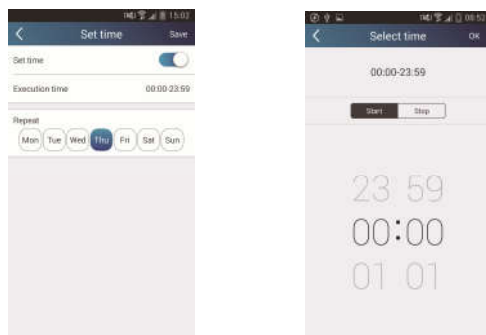 15:03
Set time
Save
Set time
Execution time
00:00-23:59
Repeat
Mon Tue Wed Thu Fri Sat Sun
08:53
Select time
OK
00:00-23:59
Start Stop
23 59
00:00
01 01